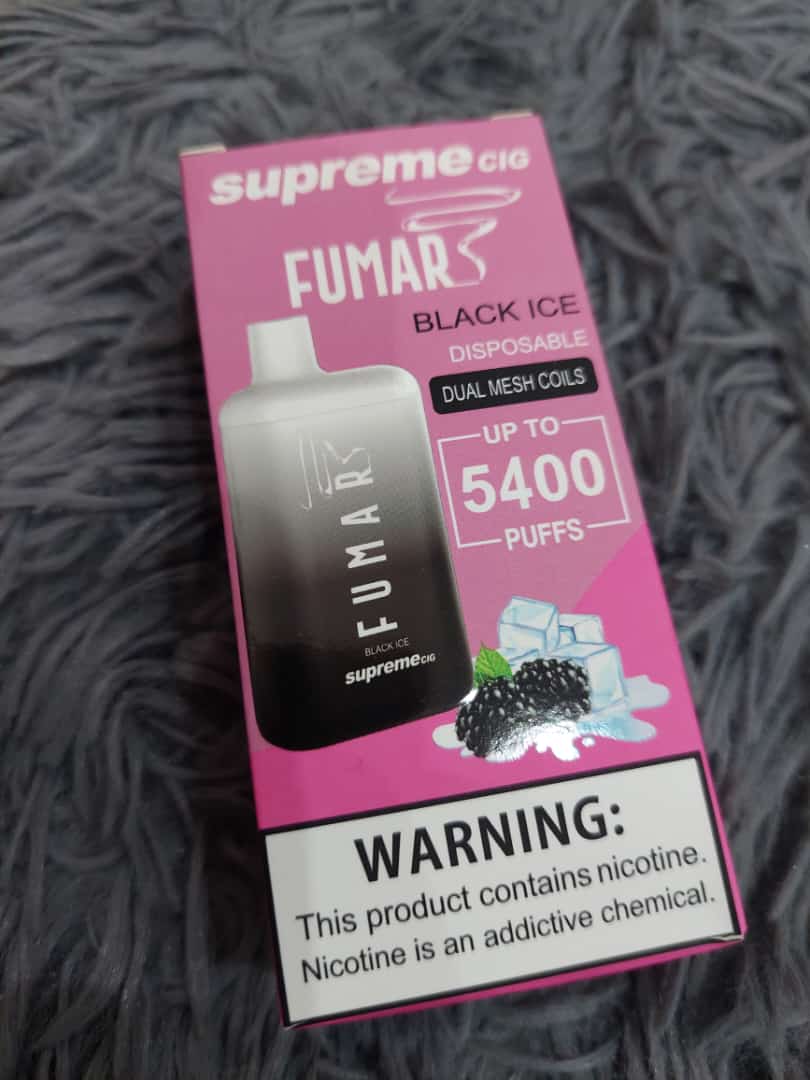 supreme CIG
FUMAR
BLACK ICE
DISPOSABLE
DUAL MESH COILS
UP TO
5400
PUFFS
FUMAR
BLACK ICE
supreme CIG
WARNING:
This product contains nicotine.
Nicotine is an addictive chemical.